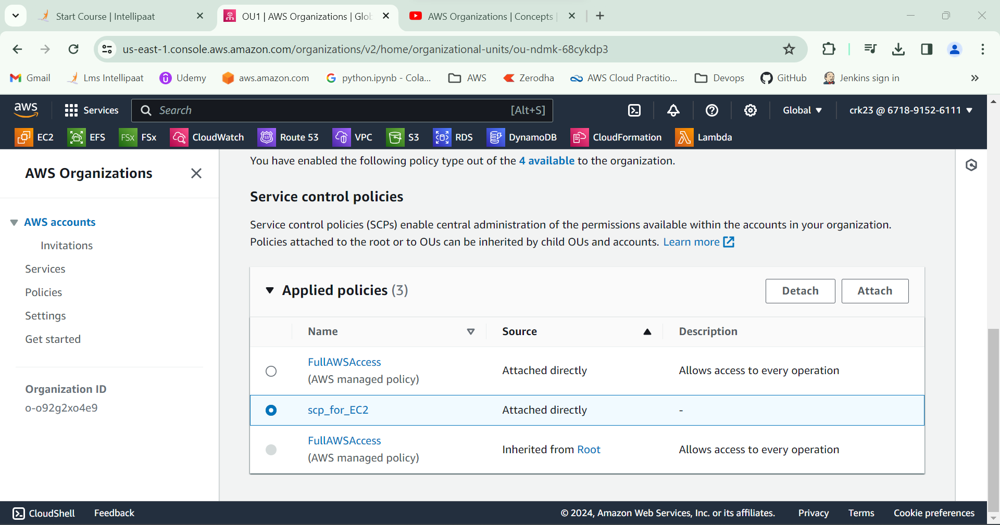 Start Course | Intellipaat
OU1 | AWS Organizations | Glob
AWS Organizations | Concepts |
us-east-1.console.aws.amazon.com/organizations/v2/home/organizational-units/ou-ndmk-68cykdp3
Gmail
Lms Intellipaat
Udemy
aws.amazon.com
python.ipynb - Cola...
AWS
Zerodha
AWS Cloud Practitio...
Devops
GitHub
Jenkins sign in
aws
Services
Search
[Alt+S]
Global
crk23 @ 6718-9152-6111
EC2
EFS
FSx
FSx
CloudWatch
53
Route 53
VPC
S3
RDS
DynamoDB
CloudFormation
Lambda
AWS Organizations
AWS accounts
Invitations
Services
Policies
Settings
Get started
Organization ID
o-o92g2xo4e9
You have enabled the following policy type out of the 4 available to the organization.
Service control policies
Service control policies (SCPs) enable central administration of the permissions available within the accounts in your organization.
Policies attached to the root or to OUs can be inherited by child OUs and accounts. Learn more
Applied policies (3)
Detach
Attach
Name
Source
Description
FullAWSAccess
(AWS managed policy)
Attached directly
Allows access to every operation
scp_for_EC2
Attached directly
-
FullAWSAccess
(AWS managed policy)
Inherited from Root
Allows access to every operation
CloudShell
Feedback
© 2024, Amazon Web Services, Inc. or its affiliates.
Privacy
Terms
Cookie preferences